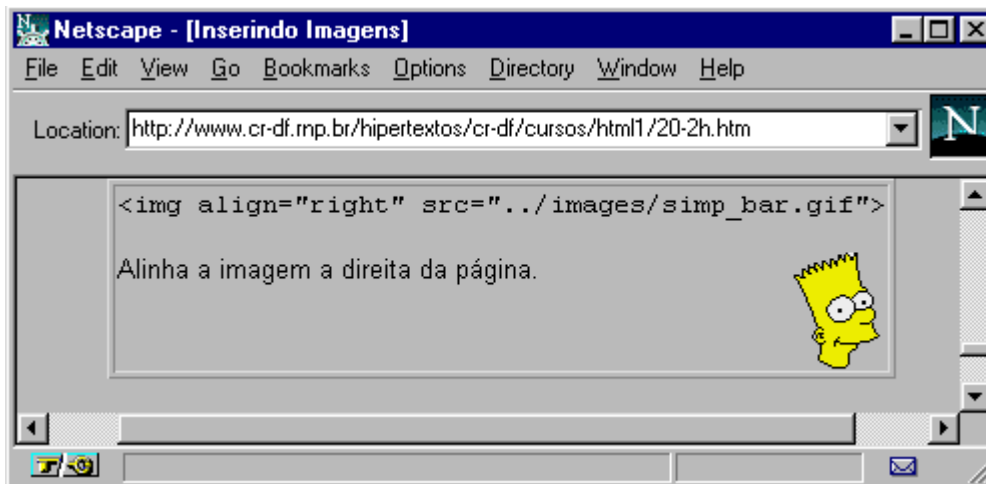 Netscape - [Inserindo Imagens]
File Edit View Go Bookmarks Options Directory Window Help
Location: http://www.cr-df.rnp.br/hipertextos/cr-df/cursos/html1/20-2h.htm
N
<img align="right" src="../images/simp_bar.gif">
Alinha a imagem a direita da página.